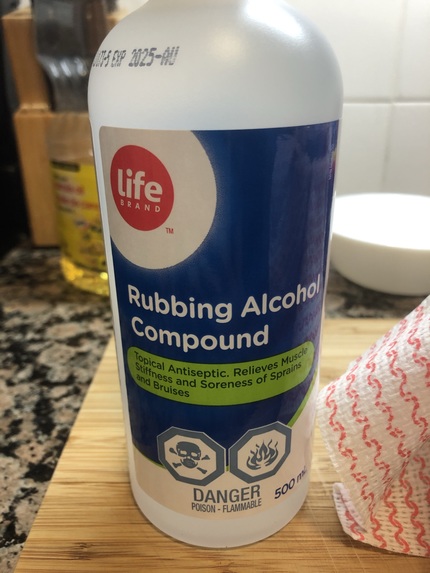 EXP 2025-AU
life
BRAND
TM
Rubbing Alcohol
Compound
Topical Antiseptic. Relieves Muscle
Stiffness and Soreness of Sprains
and Bruises
DANGER
POISON - FLAMMABLE
500 mL